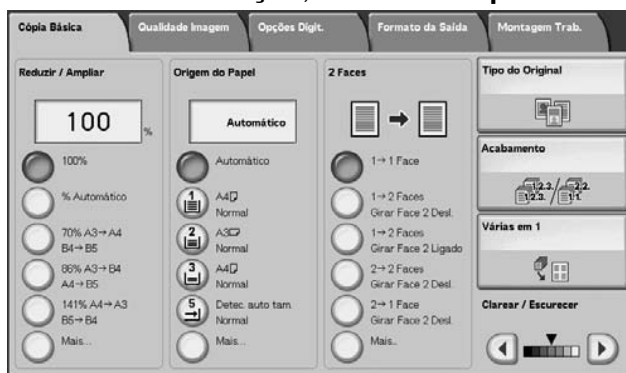 Cópia Básica
Qualidade Imagem
Opções Digit.
Formato da Saída
Montagem Trab.
Reduzir / Ampliar
100
%
100%
% Automático
70% A3→A4
B4→B5
86% A3→B4
A4→B5
141% A4→A3
B5→B4
Mais...
Origem do Papel
Automático
Automático
1
A4
Normal
2
A3
Normal
3
A4
Normal
5
Detec. auto tam.
Normal
Mais...
2 Faces
1→1 Face
1→2 Faces
Girar Face 2 Desl.
1→2 Faces
Girar Face 2 Ligado
2→2 Faces
Girar Face 2 Desl.
2→1 Face
Girar Face 2 Desl.
Mais..
Tipo do Original
Acabamento
Várias em 1
Clarear / Escurecer